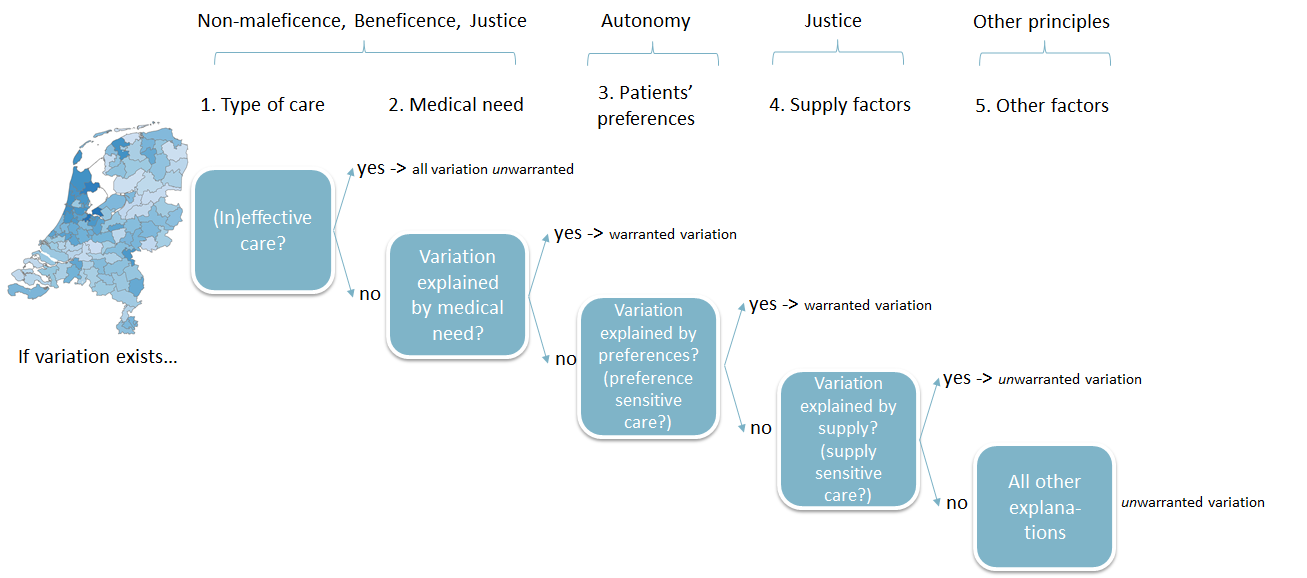 Non-maleficence, Beneficence, Justice
Autonomy
Justice
Other principles
1. Type of care
2. Medical need
3. Patients’
preferences
4. Supply factors
5. Other factors
If variation exists...
(In)effective
care?
yes -> all variation unwarranted
no
Variation
explained
by medical
need?
yes -> warranted variation
no
Variation
explained by
preferences?
(preference
sensitive
care?)
yes -> warranted variation
no
Variation
explained by
supply?
(supply
sensitive
care?)
yes -> unwarranted variation
no
All other
explana-
tions
unwarranted variation